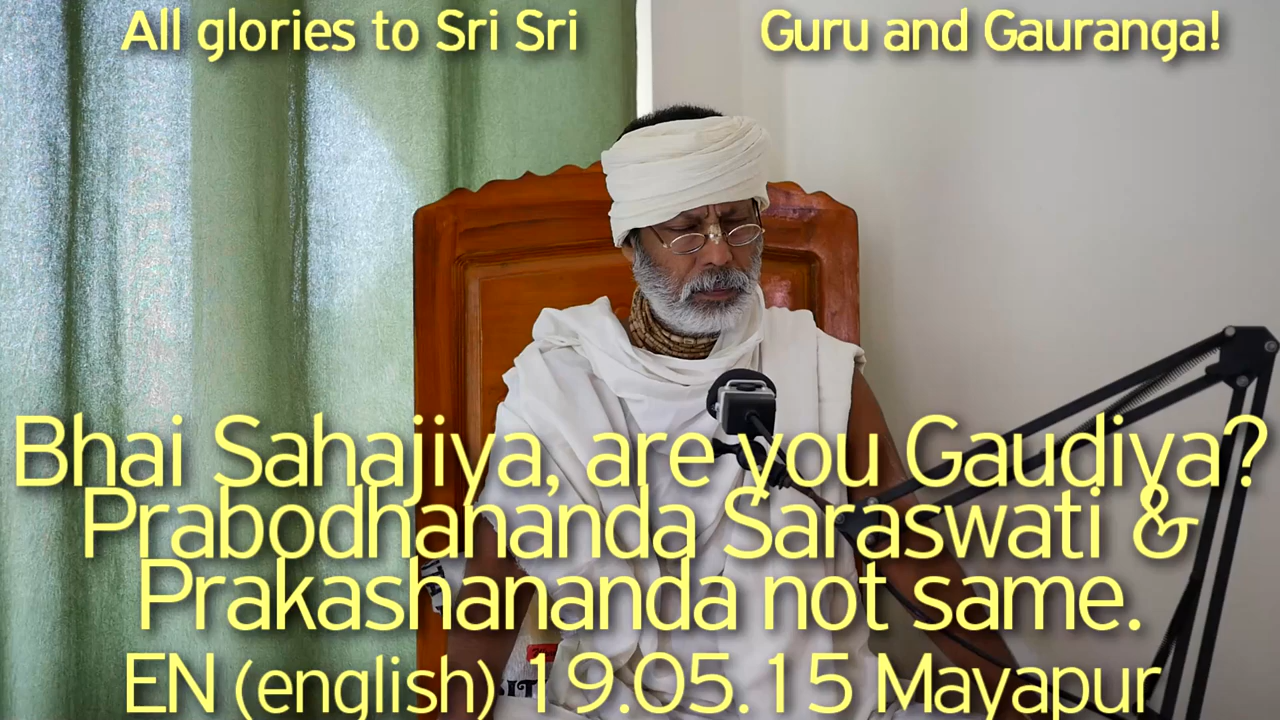 All glories to Sri Sri Guru and Gauranga!
Bhai Sahajiya, are you Gaudiya?
Prabodhananda Saraswati &
Prakashananda not same.
EN (english) 19.05.15 Mayapur